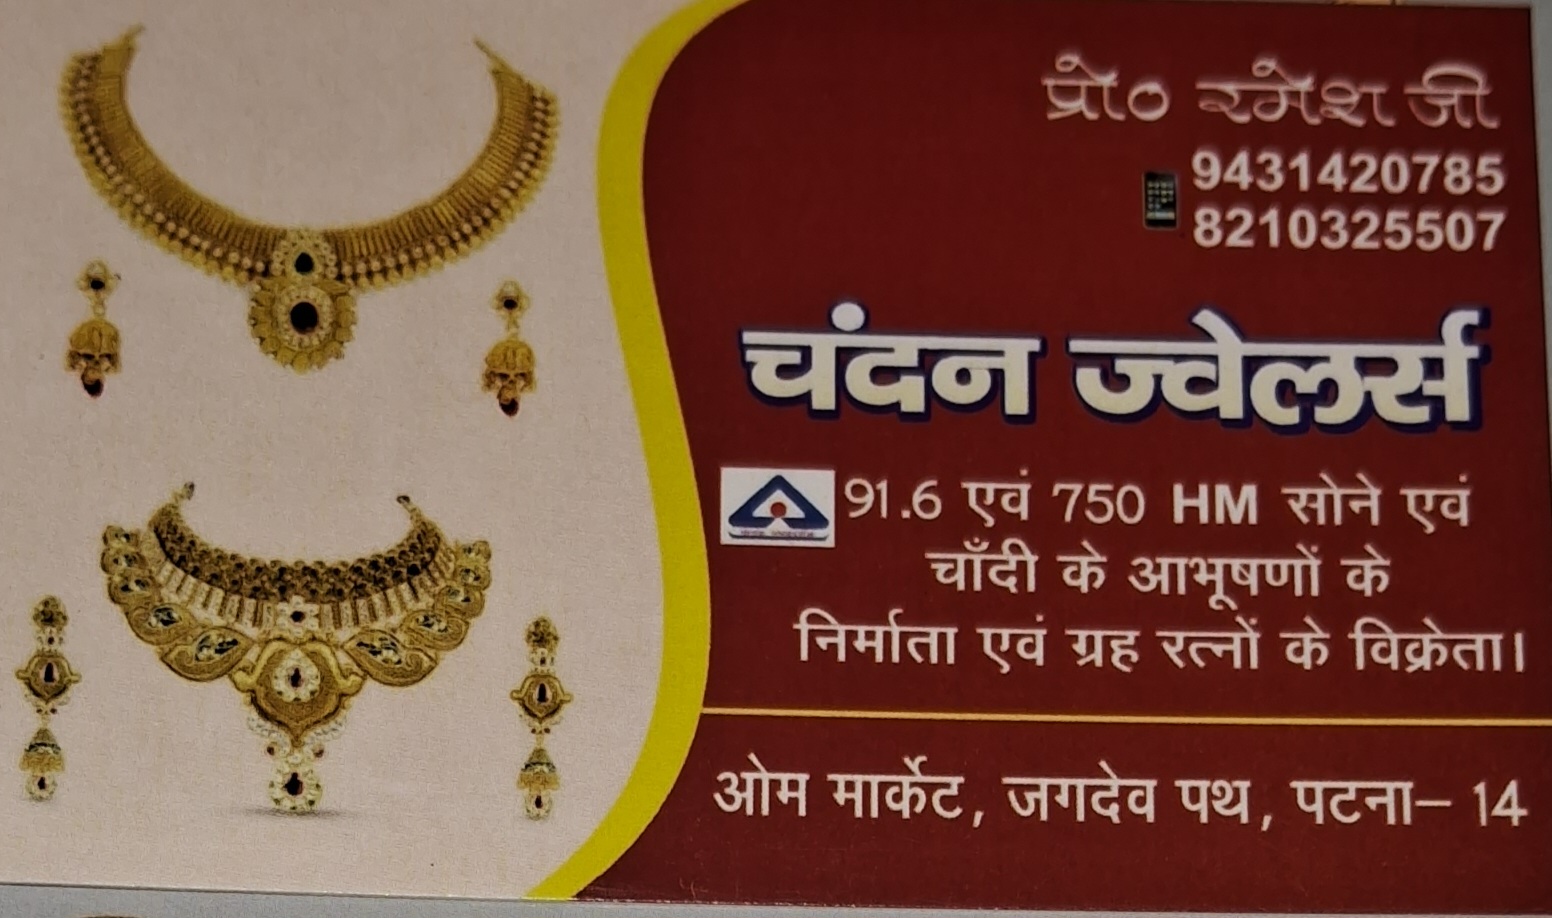 प्रो० रमेश जी
9431420785
8210325507
चंदन ज्वेलर्स
91.6 एवं 750 HM सोने एवं
चाँदी के आभूषणों के
निर्माता एवं ग्रह रत्नों के विक्रेता।
ओम मार्केट, जगदेव पथ, पटना– 14